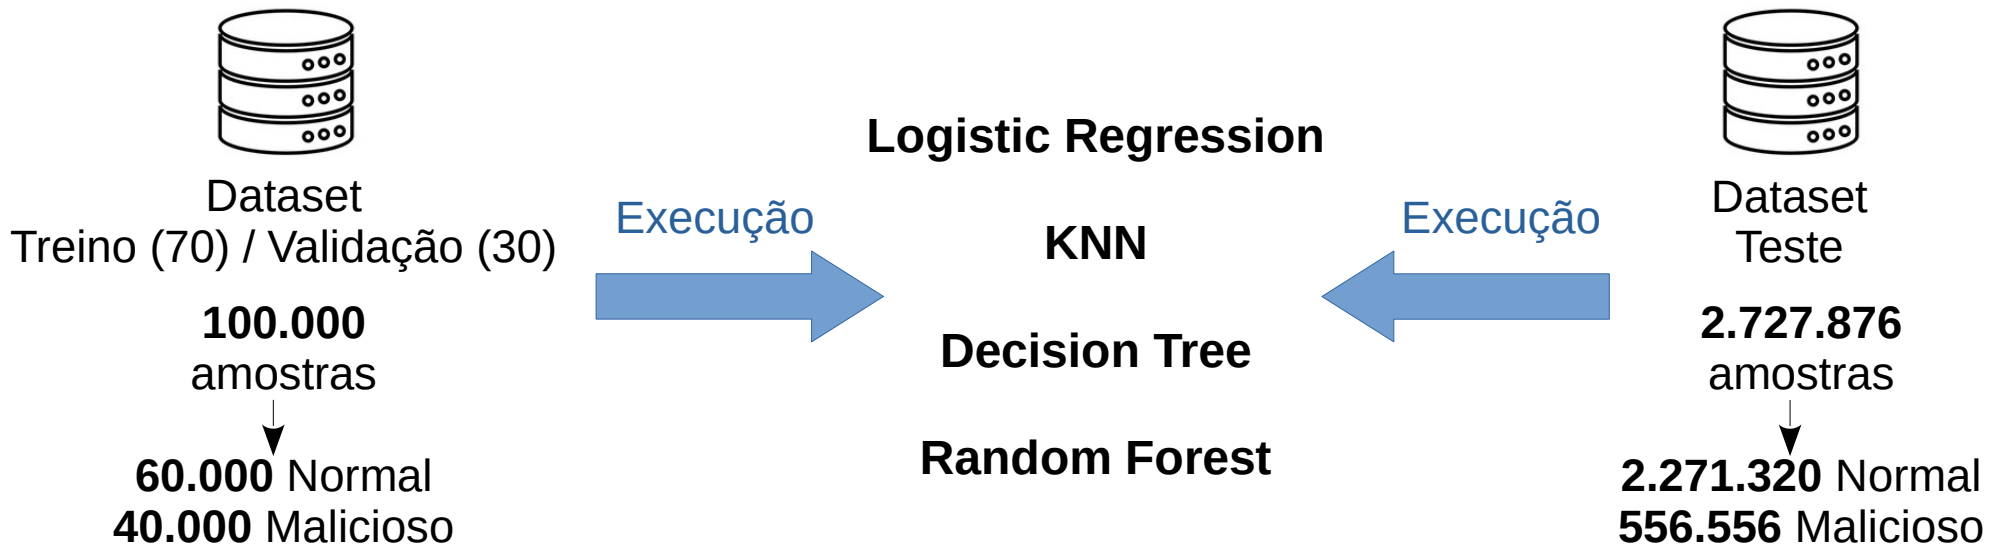 Dataset
Treino (70) / Validação (30)
100.000
amostras
60.000 Normal
40.000 Malicioso
Execução
Logistic Regression
KNN
Decision Tree
Random Forest
Execução
Dataset
Teste
2.727.876
amostras
2.271.320 Normal
556.556 Malicioso